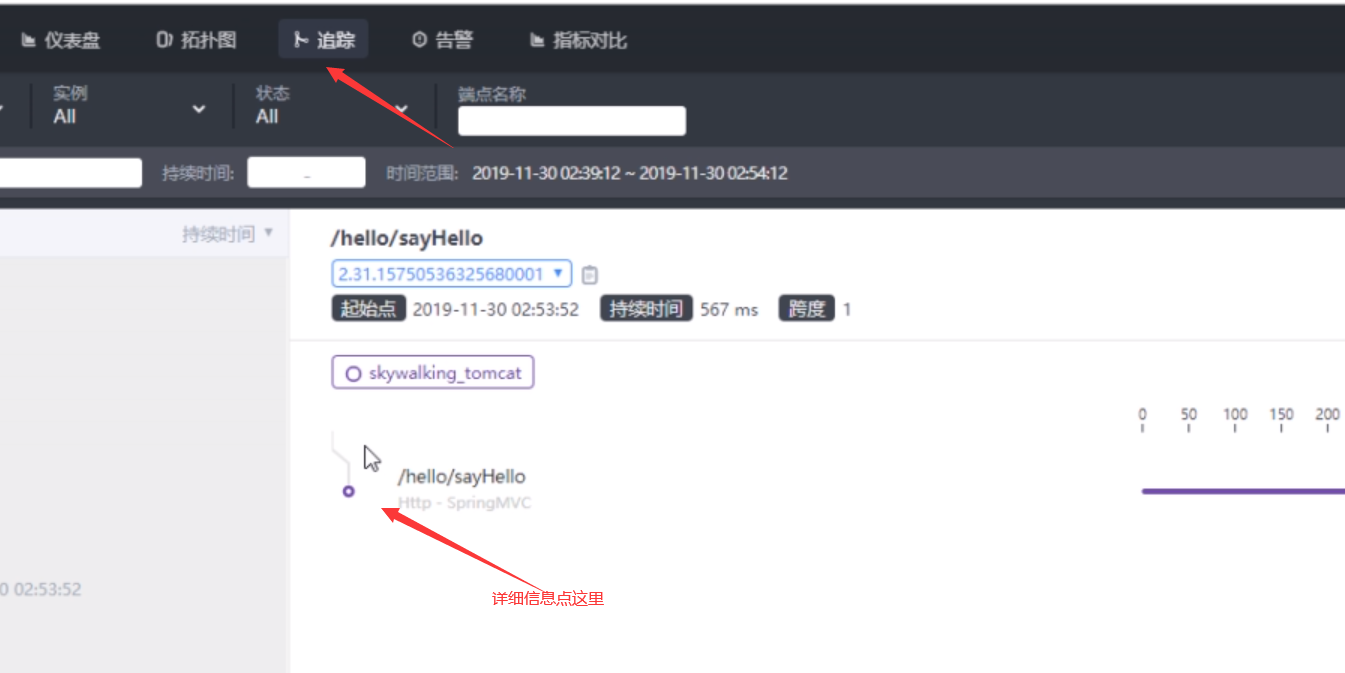 仪表盘 拓扑图 追踪 告警 指标对比
实例 状态 端点名称
All All
持续时间: - 时间范围: 2019-11-30 02:39:12 ~ 2019-11-30 02:54:12
持续时间
/hello/sayHello
2.31.15750536325680001
起始点 2019-11-30 02:53:52 持续时间 567 ms 跨度 1
skywalking_tomcat
0 50 100 150 200
/hello/sayHello
Http - SpringMVC
0 02:53:52
详细信息点这里